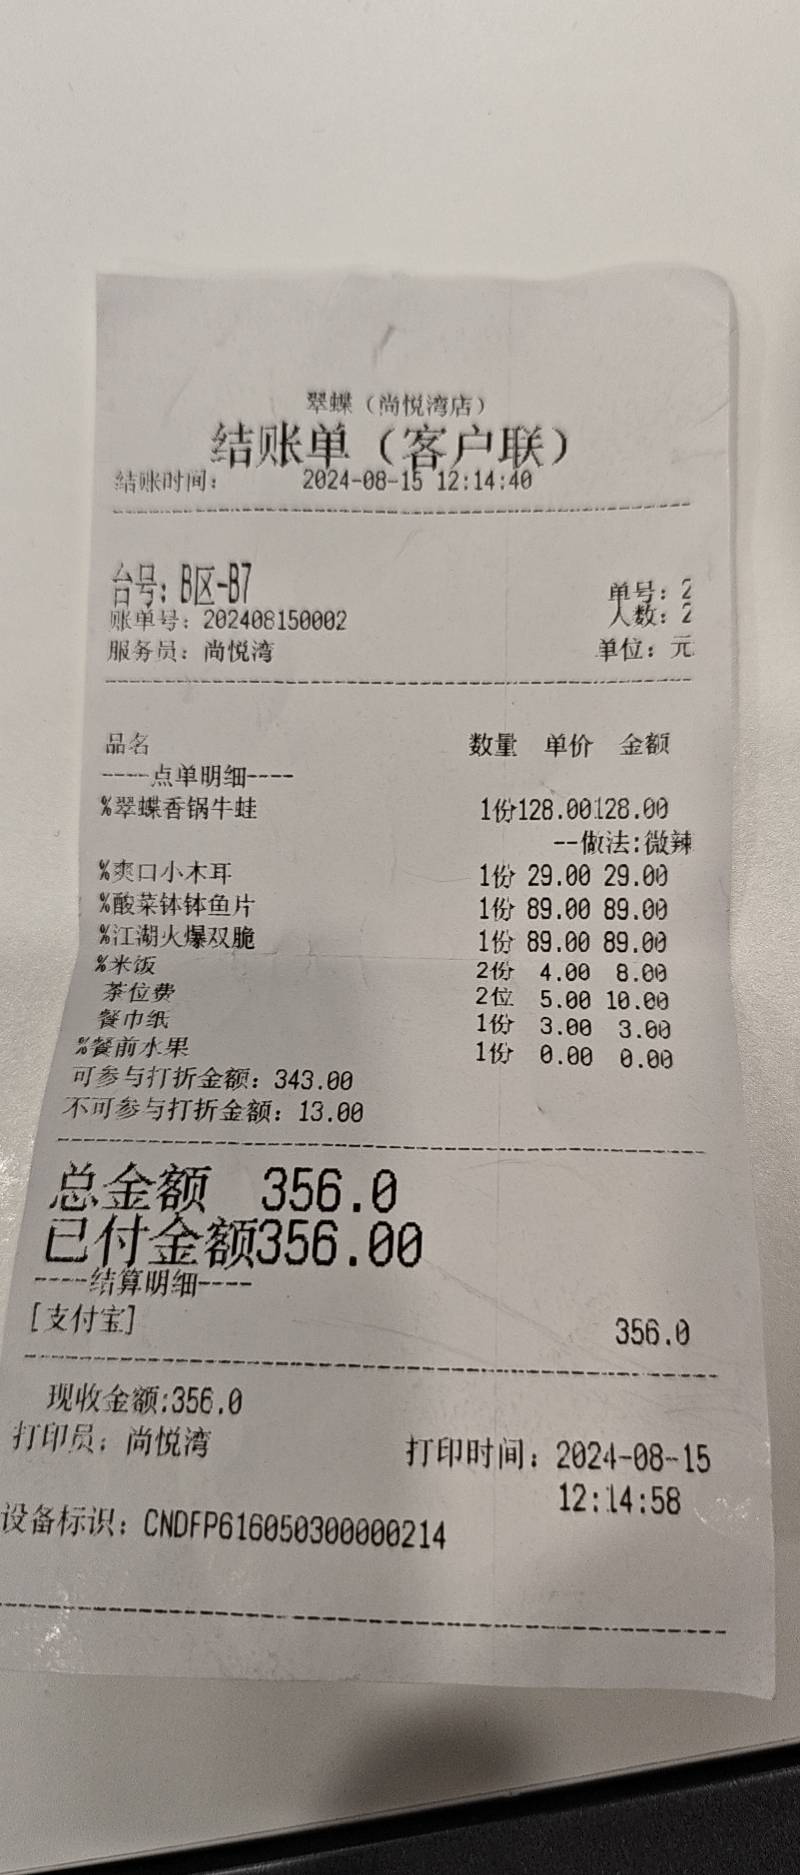 翠蝶（尚悦湾店）
结账单（客户联）
结账时间： 2024-08-15 12:14:40
台号：B区-B7 单号：2
账单号：202408150002 人数：2
服务员：尚悦湾 单位：元
品名 数量 单价 金额
-----点单明细----
%翠蝶香锅牛蛙 1份128.00128.00
--做法:微辣
%爽口小木耳 1份 29.00 29.00
%酸菜钵钵鱼片 1份 89.00 89.00
%江湖火爆双脆 1份 89.00 89.00
%米饭 2份 4.00 8.00
茶位费 2位 5.00 10.00
餐巾纸 1份 3.00 3.00
%餐前水果 1份 0.00 0.00
可参与打折金额：343.00
不可参与打折金额：13.00
总金额 356.0
已付金额356.00
-----结算明细----
[支付宝] 356.0
现收金额:356.0
打印员：尚悦湾 打印时间：2024-08-15
12:14:58
设备标识：CNDFP616050300000214